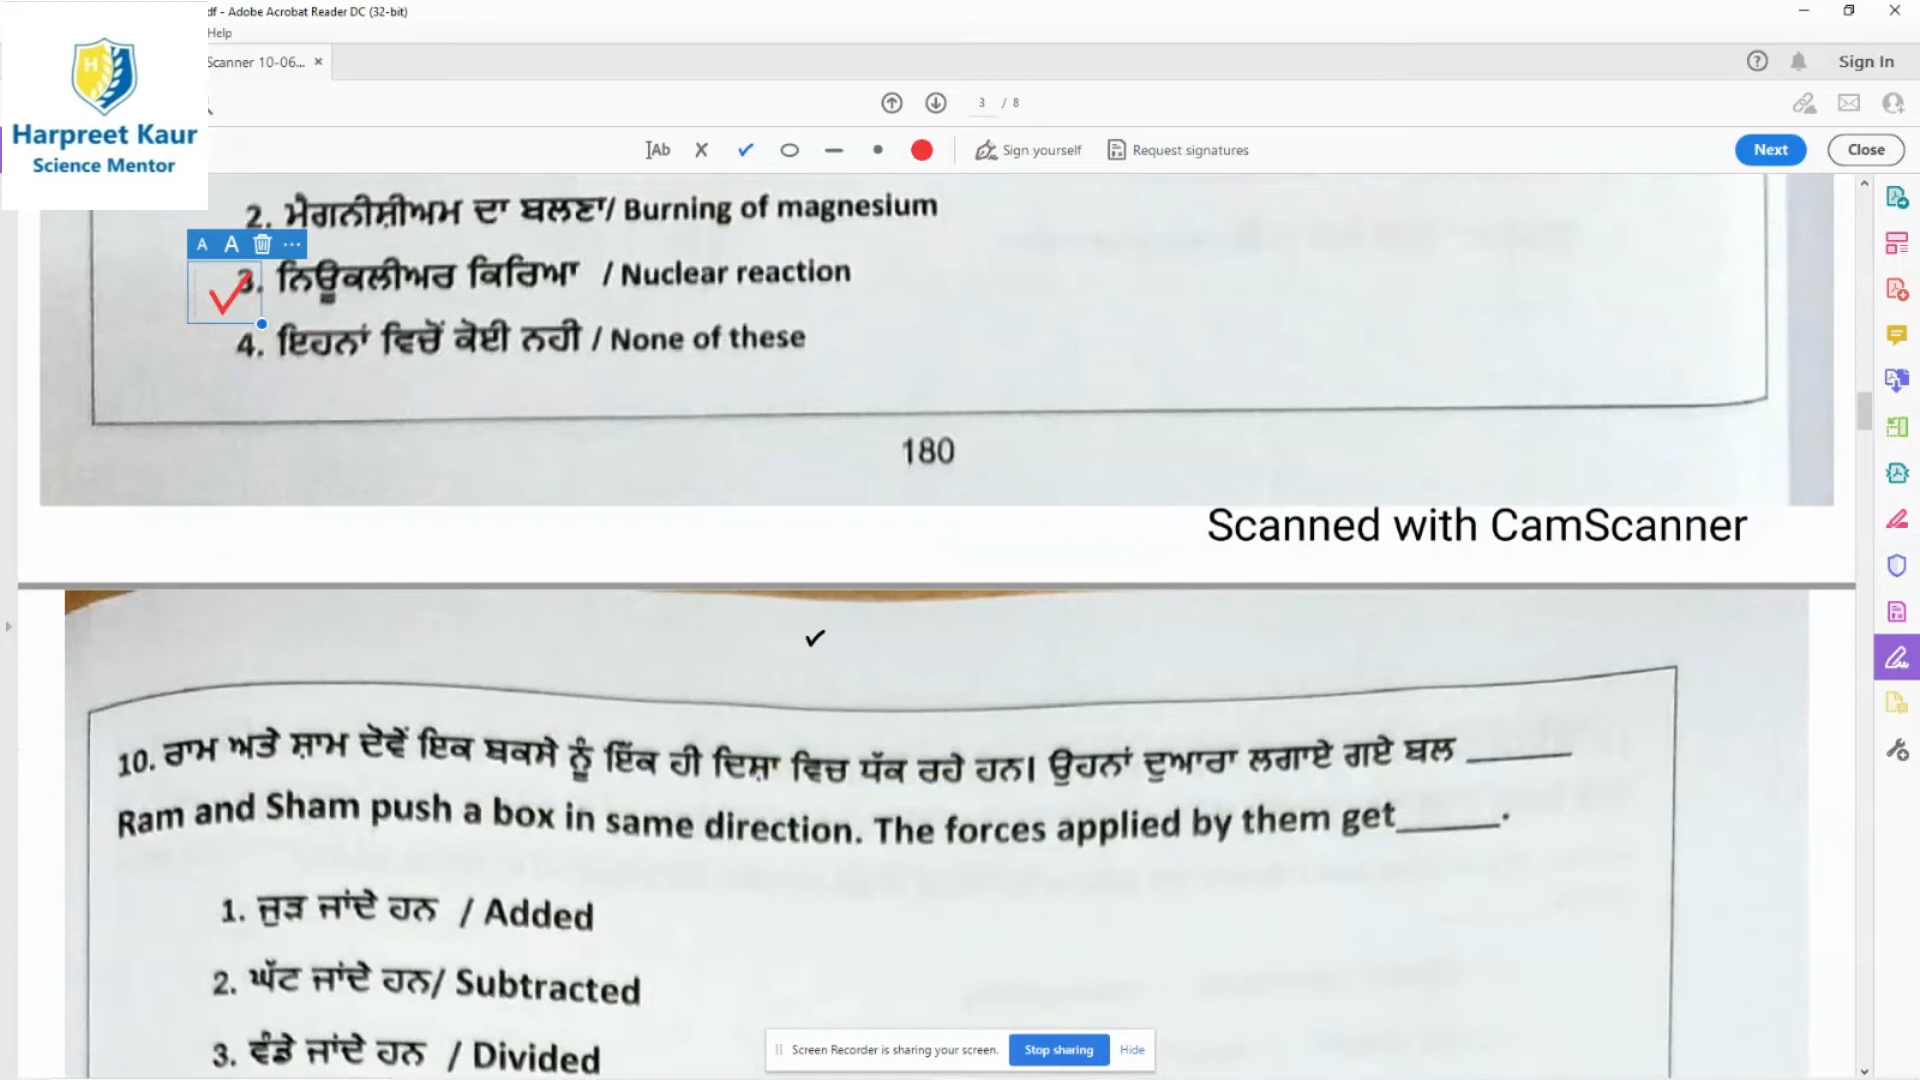 df - Adobe Acrobat Reader DC (32-bit)
Help
Scanner 10-06...
Sign In
3 / 8
Harpreet Kaur
Science Mentor
Ab
Sign yourself
Request signatures
Next
Close
2. ਮੈਗਨੀਸ਼ੀਅਮ ਦਾ ਬਲਣਾ/ Burning of magnesium
A A
3. ਨਿਊਕਲੀਅਰ ਕਿਰਿਆ / Nuclear reaction
4. ਇਹਨਾਂ ਵਿਚੋਂ ਕੋਈ ਨਹੀ / None of these
180
Scanned with CamScanner
10. ਰਾਮ ਅਤੇ ਸ਼ਾਮ ਦੋਵੇਂ ਇਕ ਬਕਸੇ ਨੂੰ ਇੱਕ ਹੀ ਦਿਸ਼ਾ ਵਿਚ ਧੱਕ ਰਹੇ ਹਨ। ਉਹਨਾਂ ਦੁਆਰਾ ਲਗਾਏ ਗਏ ਬਲ ______
Ram and Sham push a box in same direction. The forces applied by them get______.
1. ਜੁੜ ਜਾਂਦੇ ਹਨ / Added
2. ਘੱਟ ਜਾਂਦੇ ਹਨ/ Subtracted
3. ਵੰਡੇ ਜਾਂਦੇ ਹਨ / Divided
Screen Recorder is sharing your screen.
Stop sharing
Hide